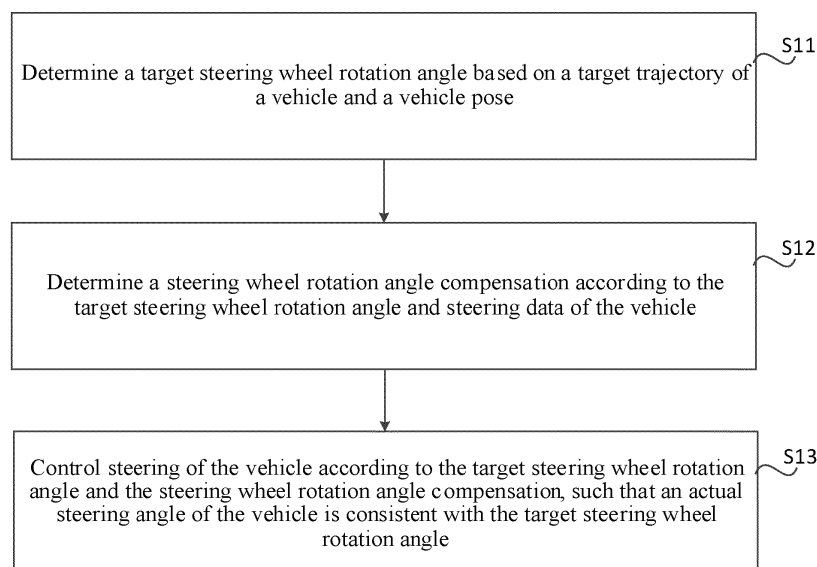 S11
Determine a target steering wheel rotation angle based on a target trajectory of
a vehicle and a vehicle pose
S12
Determine a steering wheel rotation angle compensation according to the
target steering wheel rotation angle and steering data of the vehicle
S13
Control steering of the vehicle according to the target steering wheel rotation
angle and the steering wheel rotation angle compensation, such that an actual
steering angle of the vehicle is consistent with the target steering wheel
rotation angle